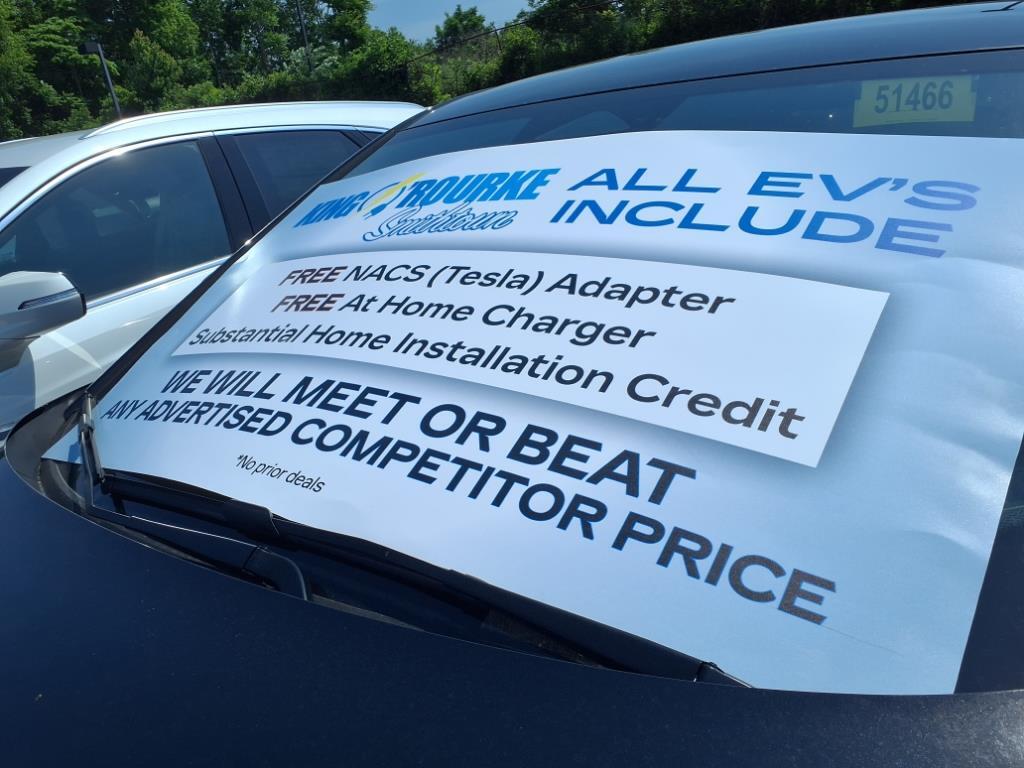 51466
KING O'ROURKE
Smithtown
ALL EV'S
INCLUDE
FREE NACS (Tesla) Adapter
FREE At Home Charger
Substantial Home Installation Credit
WE WILL MEET OR BEAT
ANY ADVERTISED COMPETITOR PRICE
*No prior deals